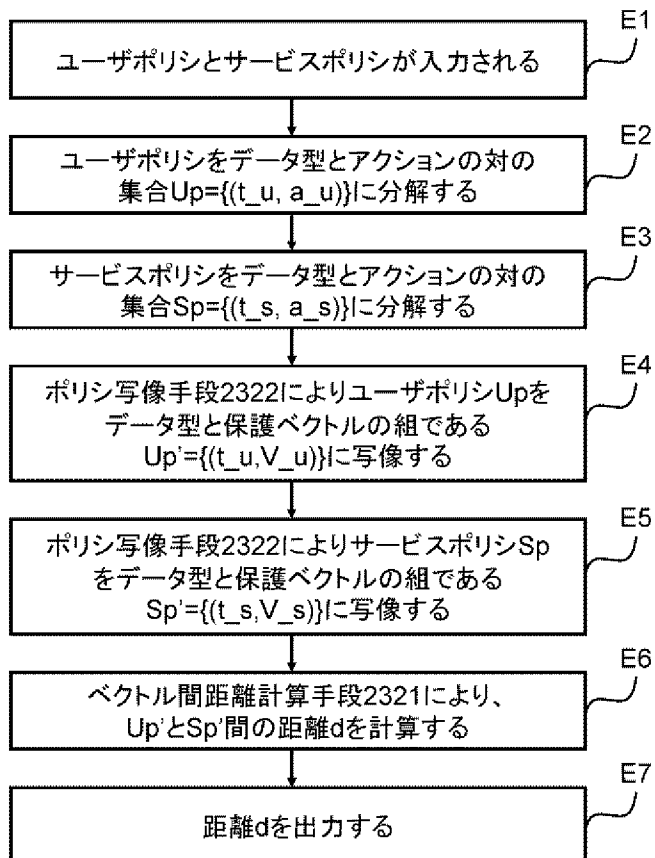 E1
ユーザポリシとサービスポリシが入力される
E2
ユーザポリシをデータ型とアクションの対の
集合Up={(t_u, a_u)}に分解する
E3
サービスポリシをデータ型とアクションの対の
集合Sp={(t_s, a_s)}に分解する
E4
ポリシ写像手段2322によりユーザポリシUpを
データ型と保護ベクトルの組である
Up’={(t_u,V_u)}に写像する
E5
ポリシ写像手段2322によりサービスポリシSp
をデータ型と保護ベクトルの組である
Sp’={(t_s,V_s)}に写像する
E6
ベクトル間距離計算手段2321により、
Up’とSp’間の距離dを計算する
E7
距離dを出力する